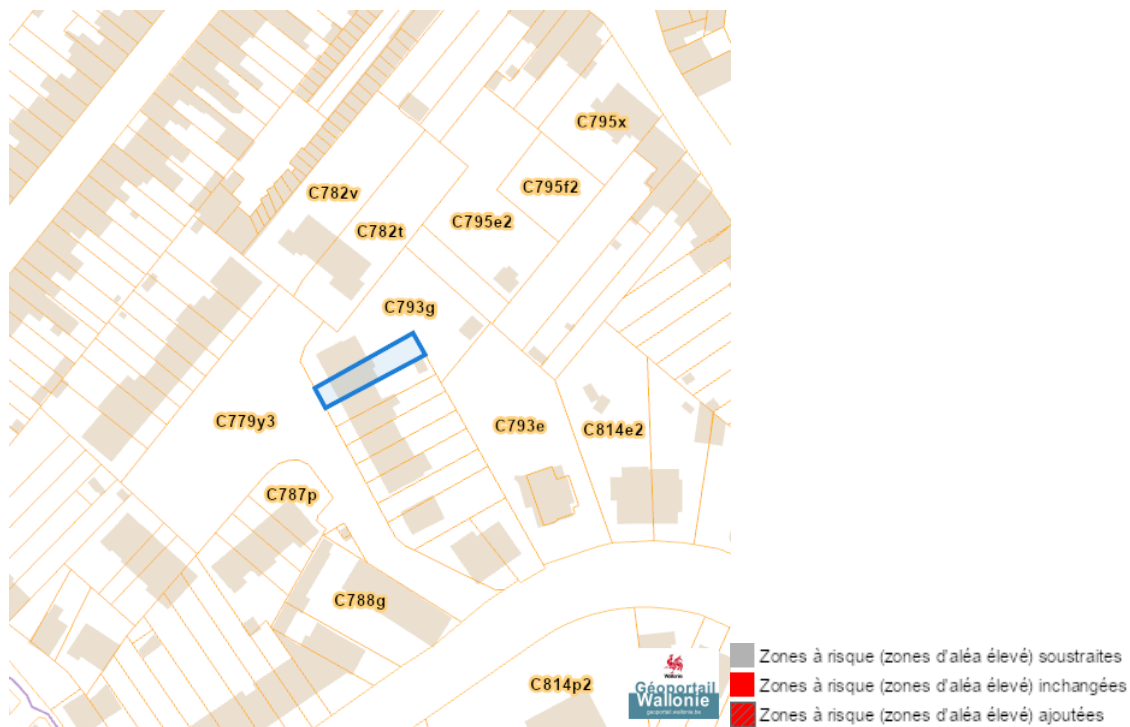 C795x
C795f2
C782v
C795e2
C782t
C793g
C779y3
C793e
C814e2
C787p
C788g
C814p2
Wallonie
Géoportail
Wallonie
geoportail.wallonie.be
Zones à risque (zones d'aléa élevé) soustraites
Zones à risque (zones d'aléa élevé) inchangées
Zones à risque (zones d'aléa élevé) ajoutées